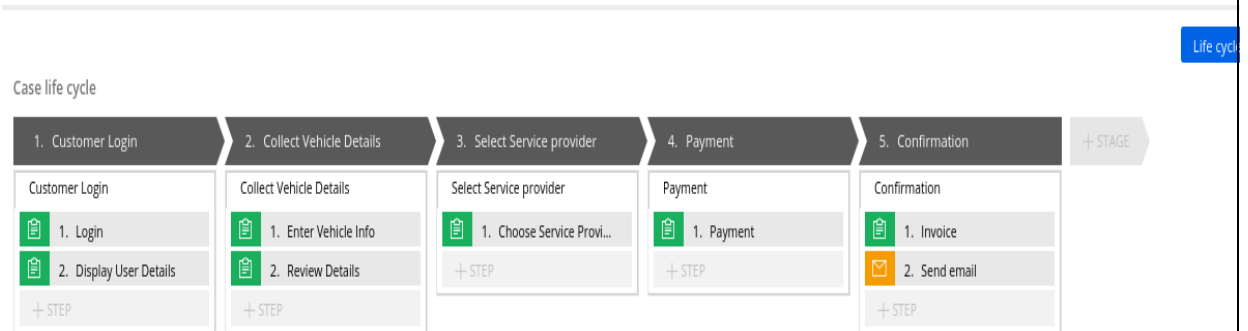 Life cycl
Case life cycle
1. Customer Login
2. Collect Vehicle Details
3. Select Service provider
4. Payment
5. Confirmation
+ STAGE
Customer Login
1. Login
2. Display User Details
+ STEP
Collect Vehicle Details
1. Enter Vehicle Info
2. Review Details
+ STEP
Select Service provider
1. Choose Service Provi...
+ STEP
Payment
1. Payment
+ STEP
Confirmation
1. Invoice
2. Send email
+ STEP